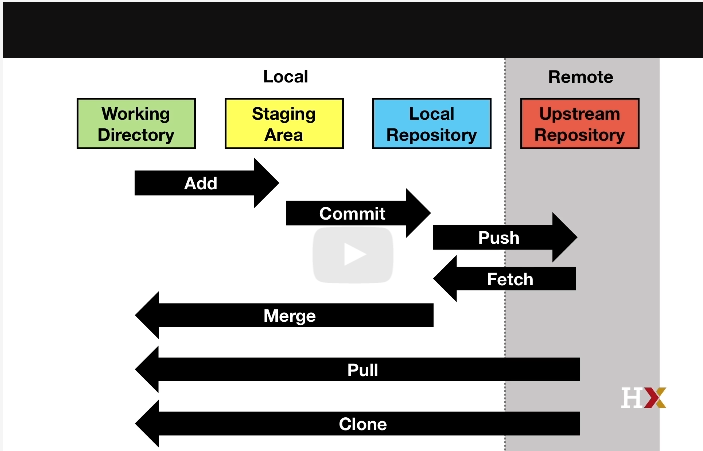 Local
Remote
Working
Directory
Staging
Area
Local
Repository
Upstream
Repository
Add
Commit
Push
Fetch
Merge
Pull
Clone
HX